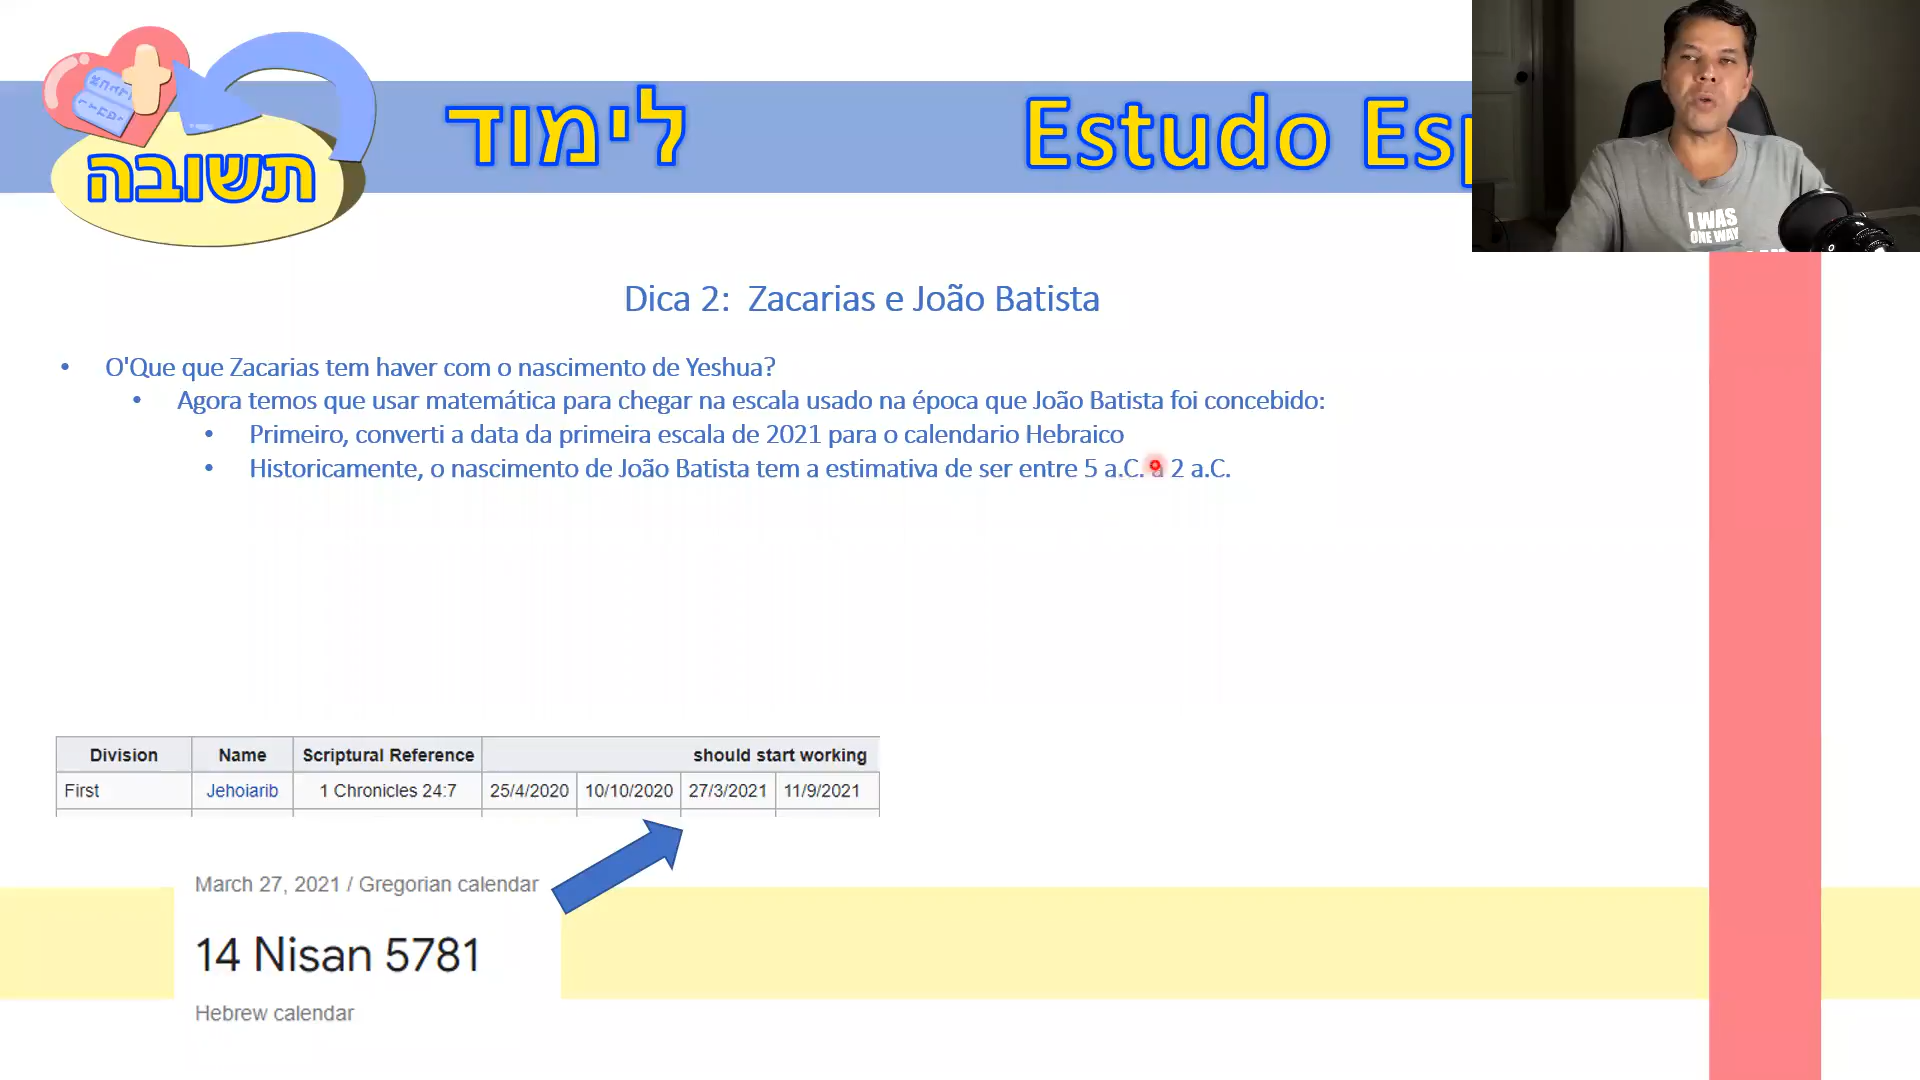 תשובה
לימוד
Estudo Esp
I WAS
ONE WAY
Dica 2: Zacarias e João Batista
• O'Que que Zacarias tem haver com o nascimento de Yeshua?
• Agora temos que usar matemática para chegar na escala usado na época que João Batista foi concebido:
• Primeiro, converti a data da primeira escala de 2021 para o calendario Hebraico
• Historicamente, o nascimento de João Batista tem a estimativa de ser entre 5 a.C. a 2 a.C.
Division Name Scriptural Reference should start working
First Jehoiarib 1 Chronicles 24:7 25/4/2020 10/10/2020 27/3/2021 11/9/2021
March 27, 2021 / Gregorian calendar
14 Nisan 5781
Hebrew calendar